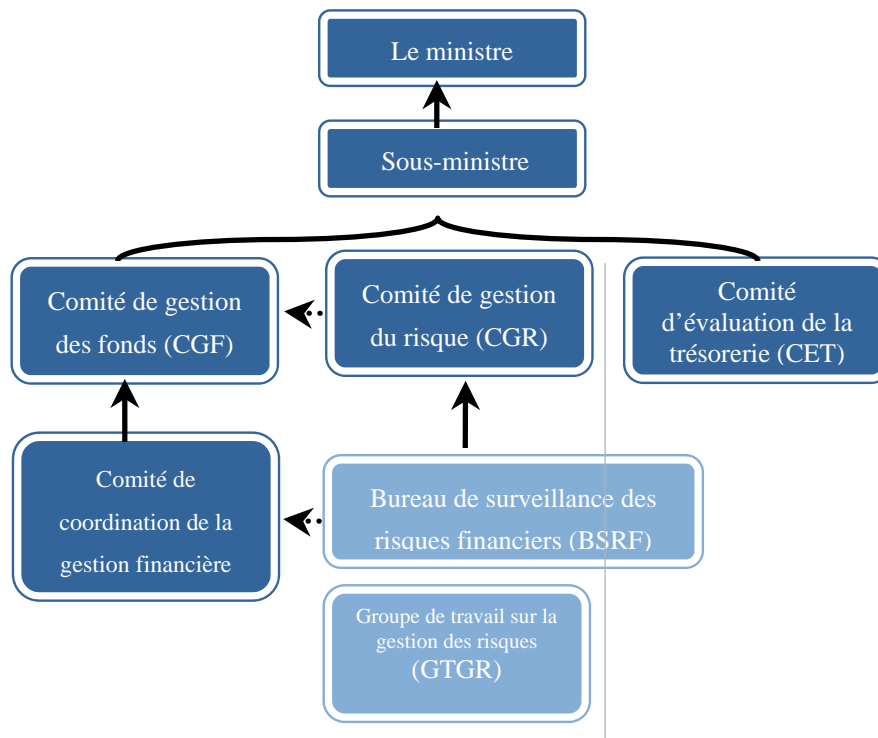 Le ministre
Sous-ministre
Comité de gestion
des fonds (CGF)
Comité de gestion
du risque (CGR)
Comité
d’évaluation de la
trésorerie (CET)
Comité de
coordination de la
gestion financière
Bureau de surveillance des
risques financiers (BSRF)
Groupe de travail sur la
gestion des risques
(GTGR)